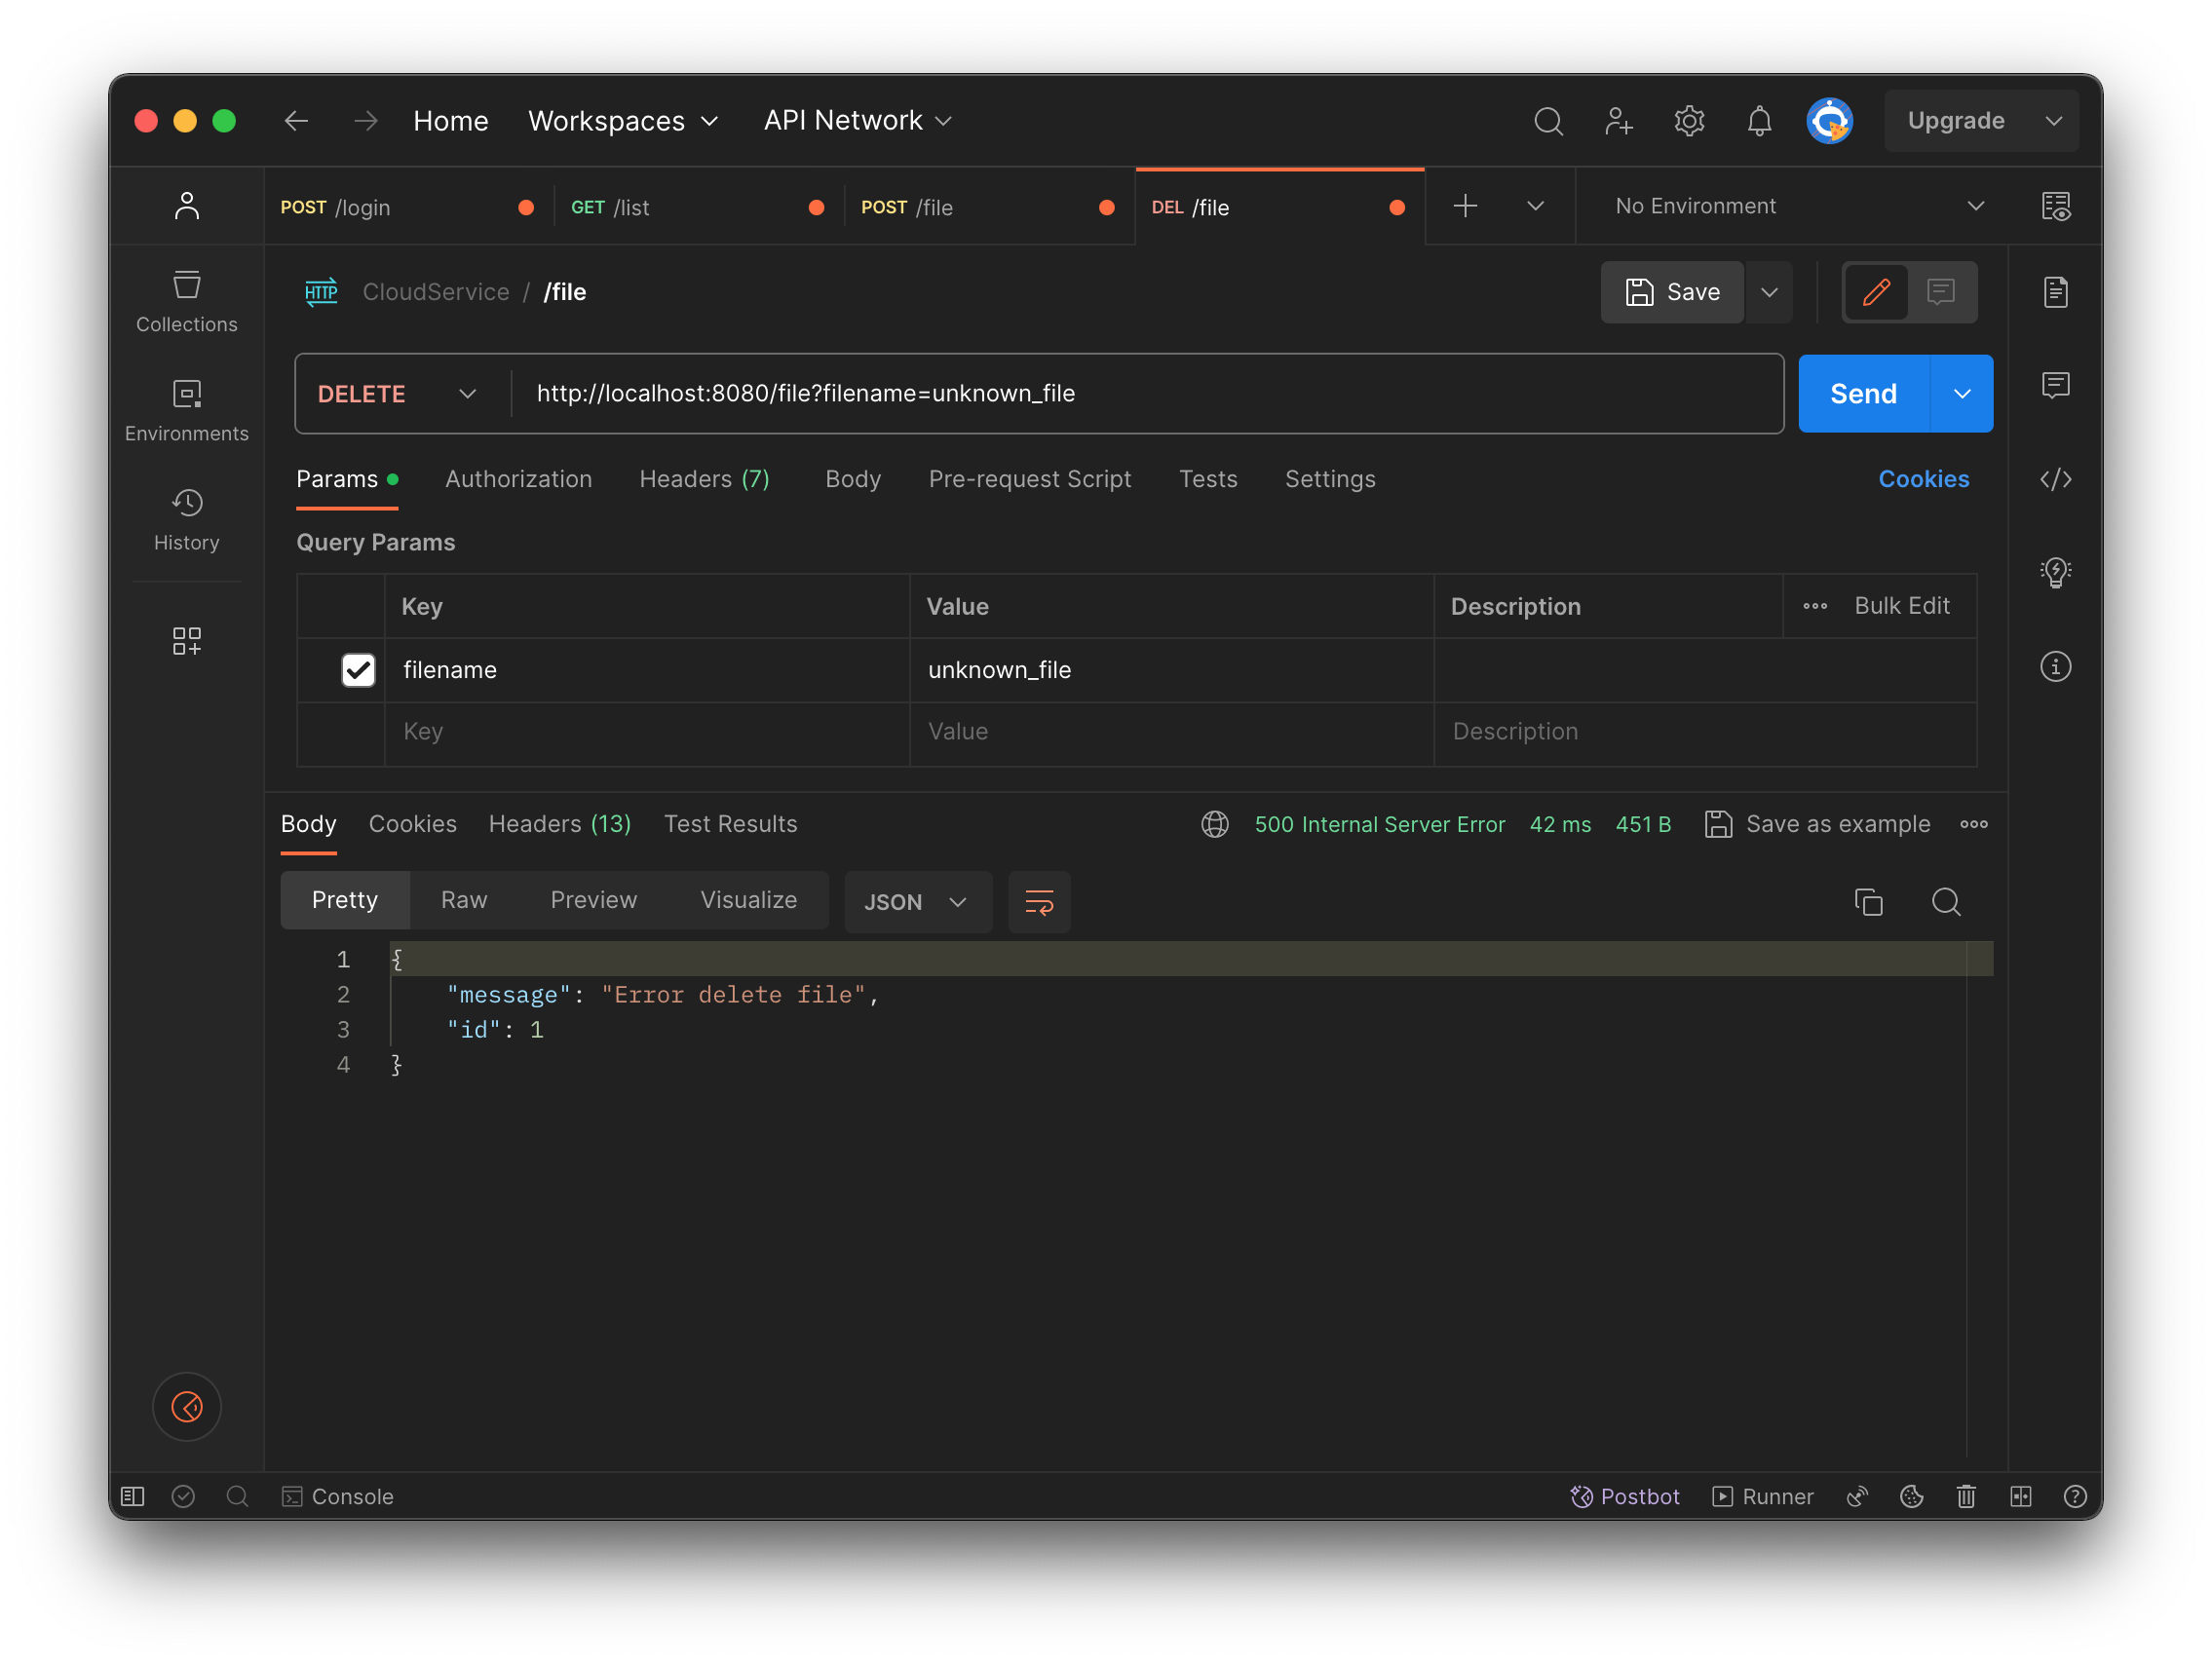 Home Workspaces API Network Upgrade
POST /login GET /list POST /file DEL /file No Environment
Collections
Environments
History
HTTP CloudService / /file Save
DELETE http://localhost:8080/file?filename=unknown_file Send
Params Authorization Headers (7) Body Pre-request Script Tests Settings Cookies
Query Params
Key Value Description Bulk Edit
filename unknown_file
Key Value Description
Body Cookies Headers (13) Test Results 500 Internal Server Error 42 ms 451 B Save as example
Pretty Raw Preview Visualize JSON
1 {
2 "message": "Error delete file",
3 "id": 1
4 }
Console Postbot Runner